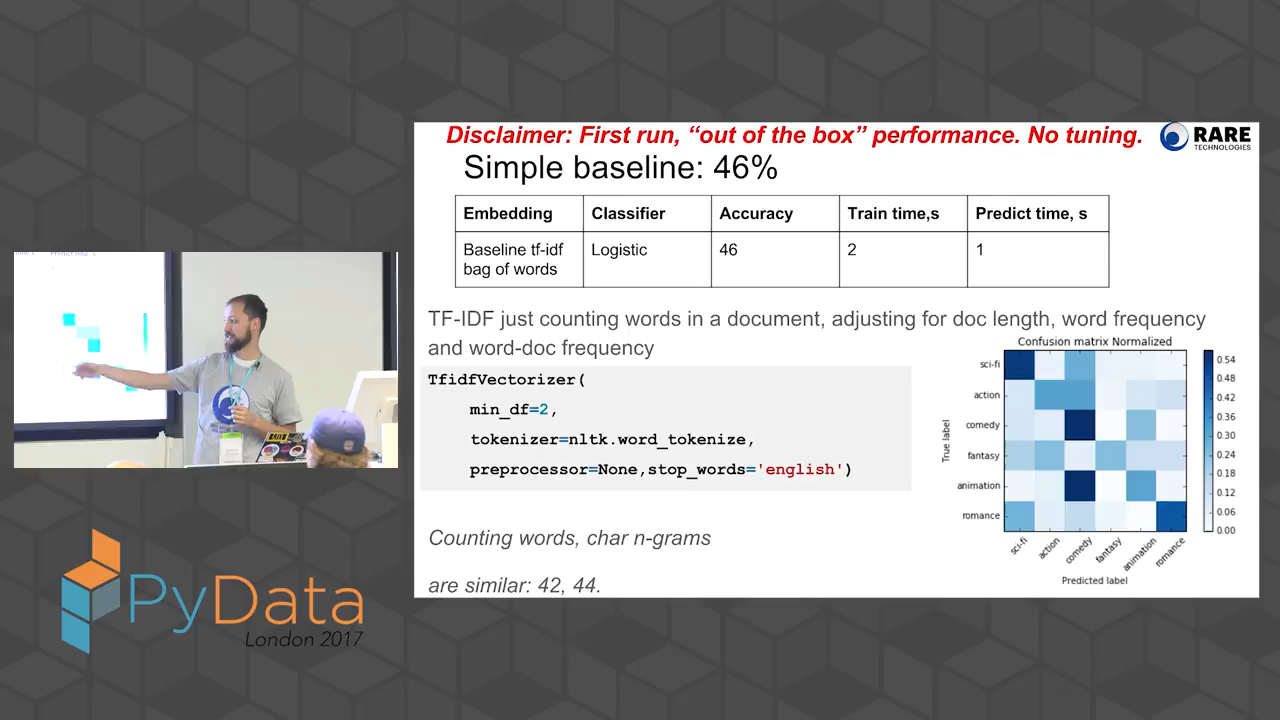 Disclaimer: First run, “out of the box” performance. No tuning.
RARE
TECHNOLOGIES
Simple baseline: 46%
Embedding Classifier Accuracy Train time,s Predict time, s
Baseline tf-idf Logistic 46 2 1
bag of words
TF-IDF just counting words in a document, adjusting for doc length, word frequency
and word-doc frequency
TfidfVectorizer(
min_df=2,
tokenizer=nltk.word_tokenize,
preprocessor=None,stop_words='english')
Counting words, char n-grams
are similar: 42, 44.
Confusion matrix Normalized
True label
sci-fi
action
comedy
fantasy
animation
romance
sci-fi action comedy fantasy animation romance
Predicted label
0.54
0.48
0.42
0.36
0.30
0.24
0.18
0.12
0.06
0.00
PyData
London 2017